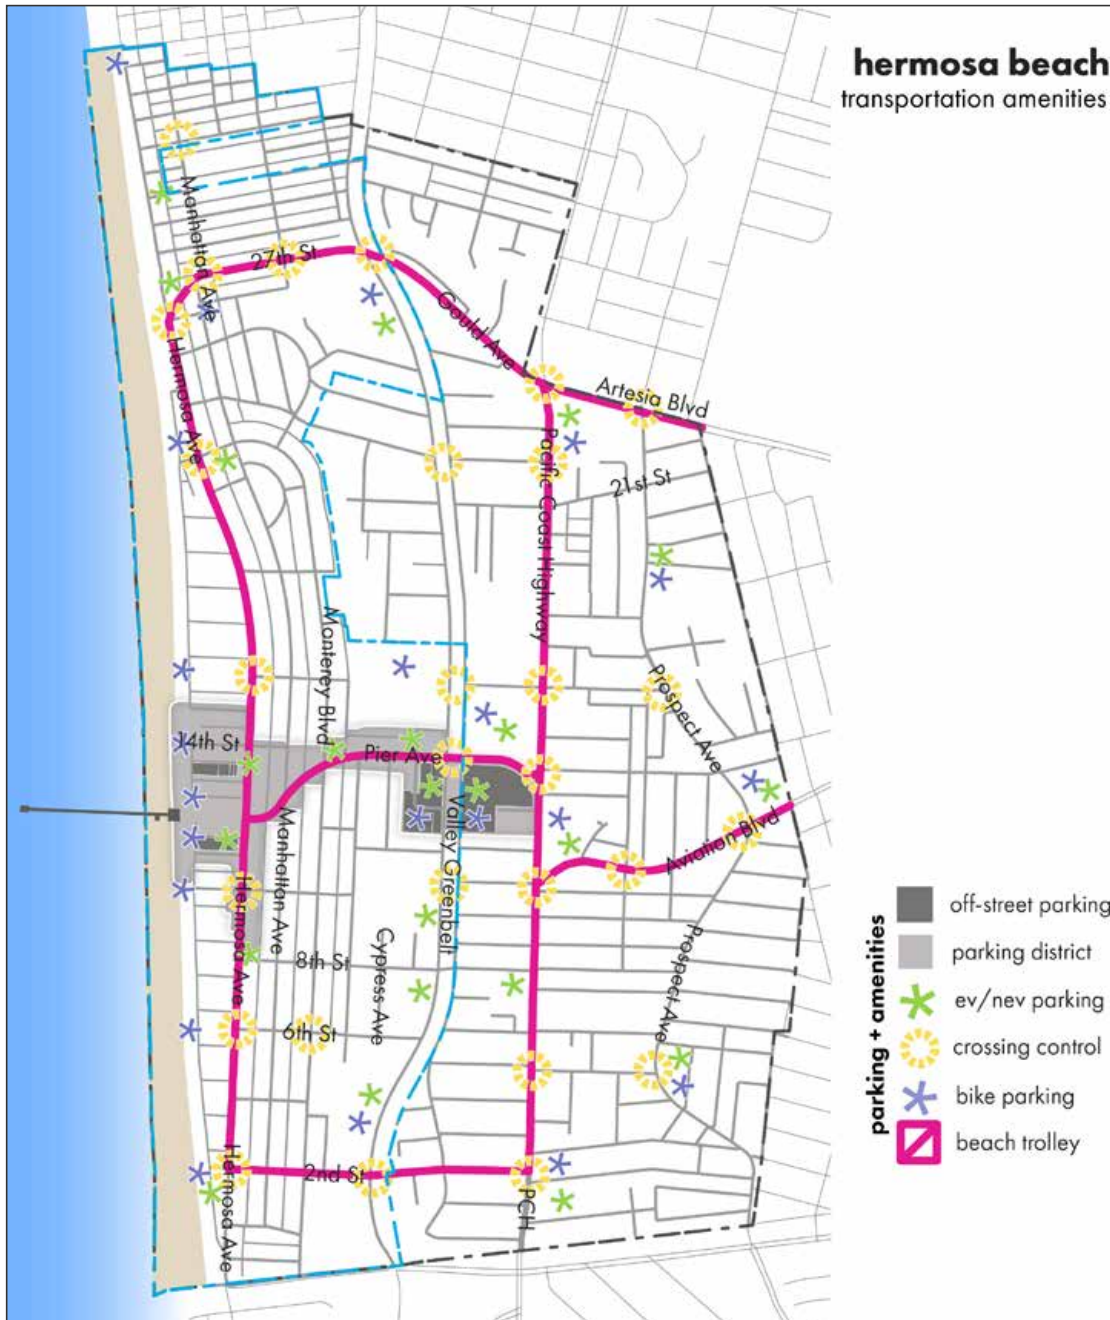 hermosa beach
transportation amenities
Manhattan Ave
27th St
Gould Ave
Artesia Blvd
Hermosa Ave
Pacific Coast Highway
21st St
Monterey Blvd
Prospect Ave
14th St
Pier Ave
Manhattan Ave
Valley Greenbelt
Aviation Blvd
Hermosa Ave
8th St
Cypress Ave
Prospect Ave
6th St
Hermosa Ave
2nd St
PCH
parking + amenities
off-street parking
parking district
ev/nev parking
crossing control
bike parking
beach trolley